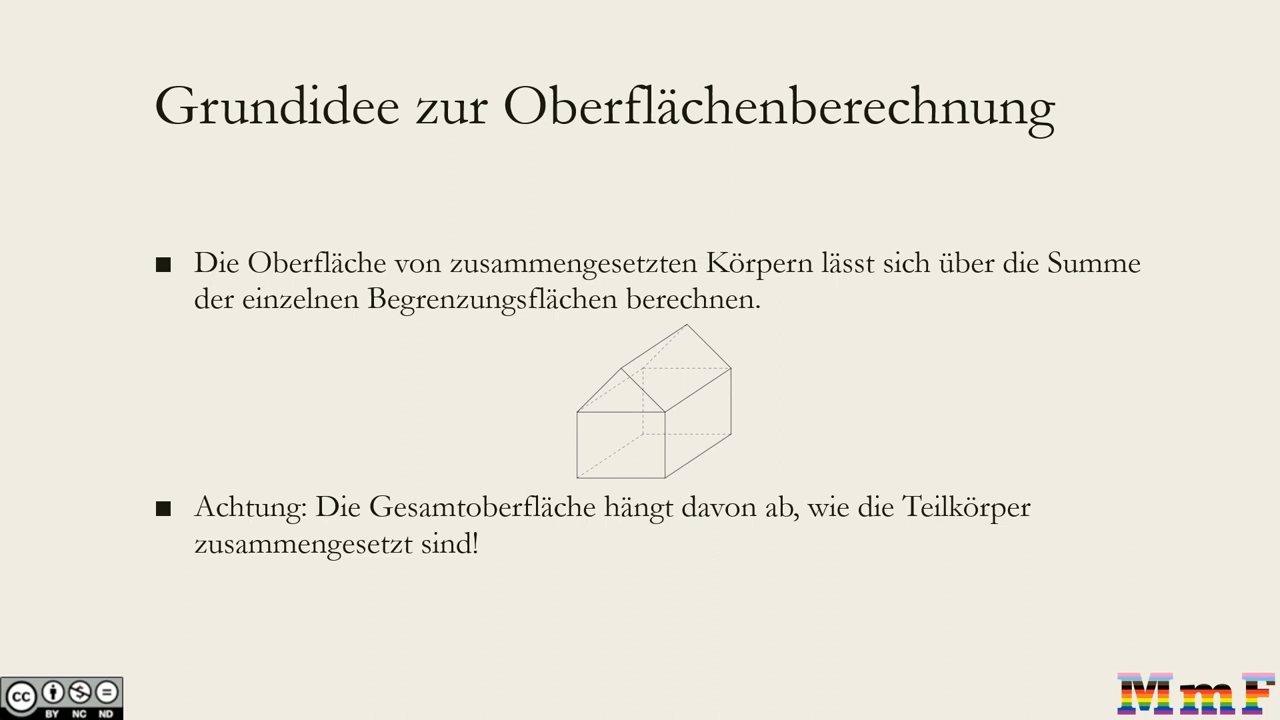 Grundidee zur Oberflächenberechnung
■ Die Oberfläche von zusammengesetzten Körpern lässt sich über die Summe
der einzelnen Begrenzungsflächen berechnen.
■ Achtung: Die Gesamtoberfläche hängt davon ab, wie die Teilkörper
zusammengesetzt sind!
cc
BY NC ND
MmF